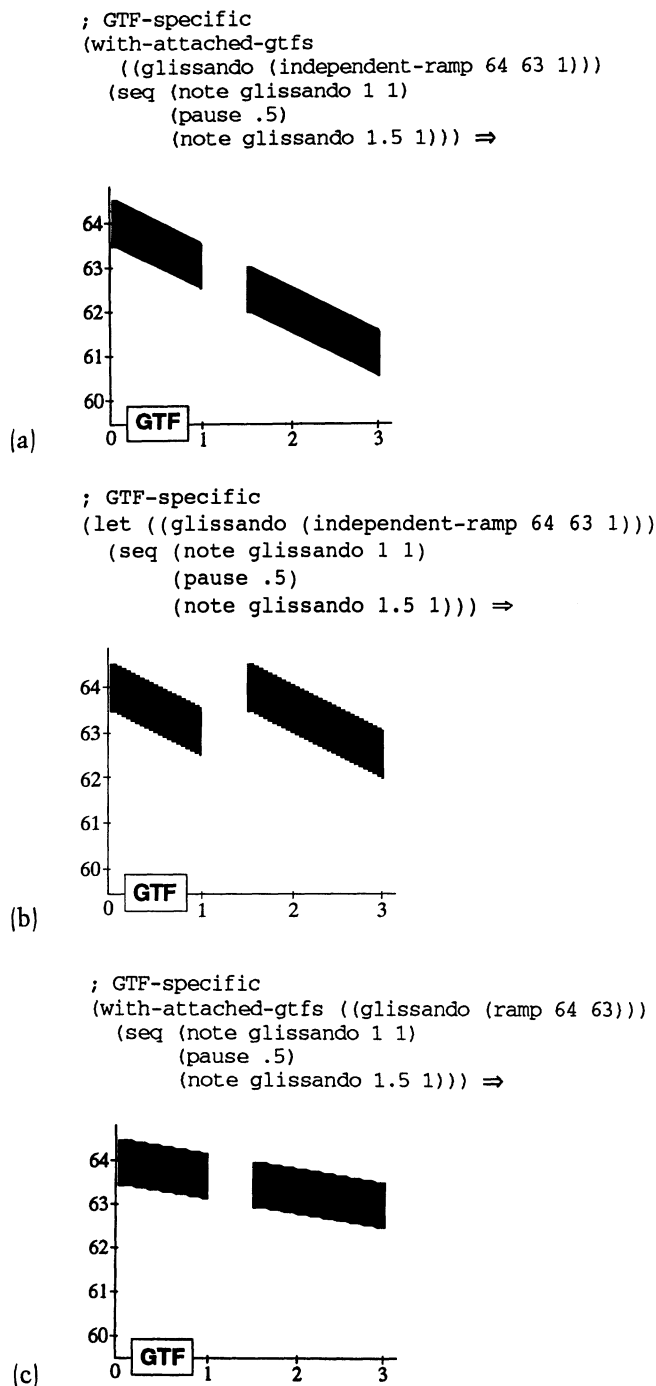 ; GTF-specific
(with-attached-gtfs
((glissando (independent-ramp 64 63 1)))
(seq (note glissando 1 1)
(pause .5)
(note glissando 1.5 1))) ⇒
64
63
62
61
60
GTF
0 1 2 3
(a)
; GTF-specific
(let ((glissando (independent-ramp 64 63 1)))
(seq (note glissando 1 1)
(pause .5)
(note glissando 1.5 1))) ⇒
64
63
62
61
60
GTF
0 1 2 3
(b)
; GTF-specific
(with-attached-gtfs ((glissando (ramp 64 63)))
(seq (note glissando 1 1)
(pause .5)
(note glissando 1.5 1))) ⇒
64
63
62
61
60
GTF
0 1 2 3
(c)